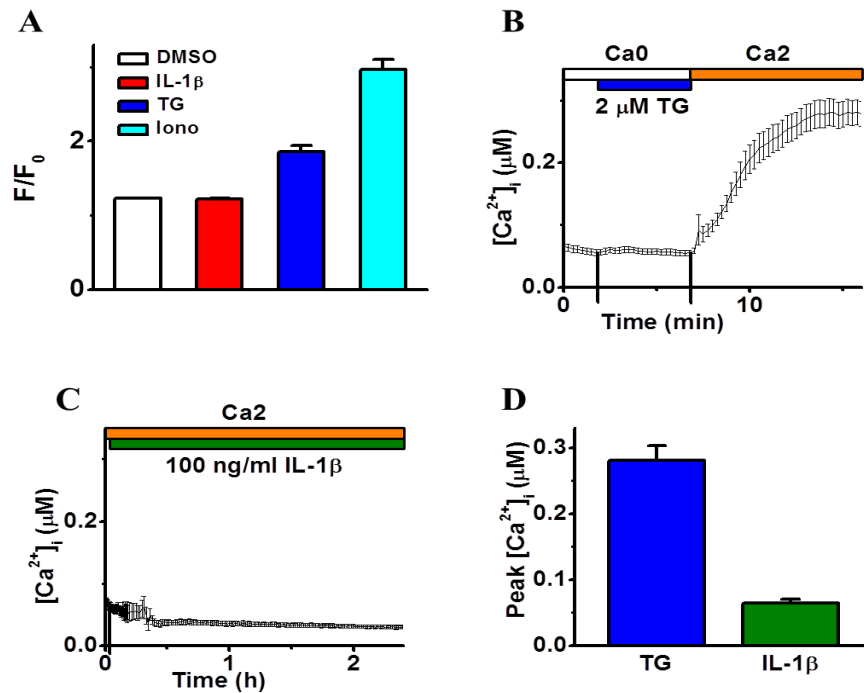 A
F/F0
2
0
DMSO
IL-1β
TG
Iono
B
Ca0 Ca2
2 μM TG
[Ca2+]i (μM)
0.2
0.0
0 10
Time (min)
C
Ca2
100 ng/ml IL-1β
[Ca2+]i (μM)
0.2
0.0
0 1 2
Time (h)
D
Peak [Ca2+]i (μM)
0.3
0.2
0.1
0.0
TG IL-1β